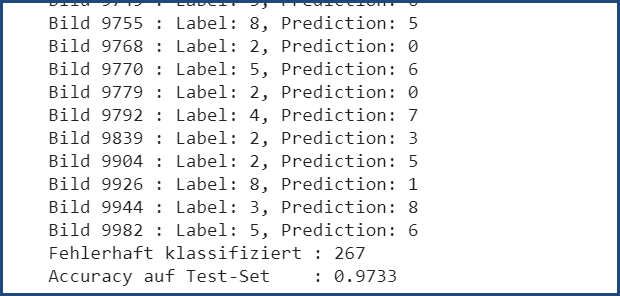 Bild 9755 : Label: 8, Prediction: 5
Bild 9768 : Label: 2, Prediction: 0
Bild 9770 : Label: 5, Prediction: 6
Bild 9779 : Label: 2, Prediction: 0
Bild 9792 : Label: 4, Prediction: 7
Bild 9839 : Label: 2, Prediction: 3
Bild 9904 : Label: 2, Prediction: 5
Bild 9926 : Label: 8, Prediction: 1
Bild 9944 : Label: 3, Prediction: 8
Bild 9982 : Label: 5, Prediction: 6
Fehlerhaft klassifiziert : 267
Accuracy auf Test-Set : 0.9733